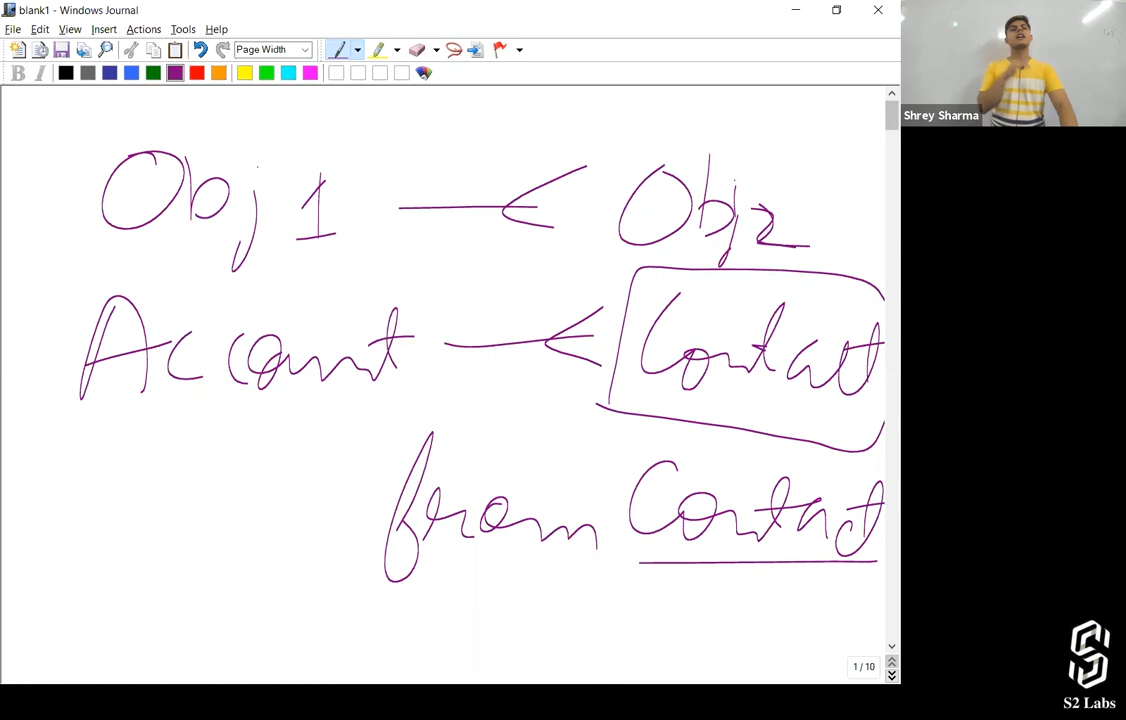 blank1 - Windows Journal
File Edit View Insert Actions Tools Help
Page Width
B I
Shrey Sharma
Obj 1 Obj2
Account Contact
from Contact
1 / 10
S2 Labs